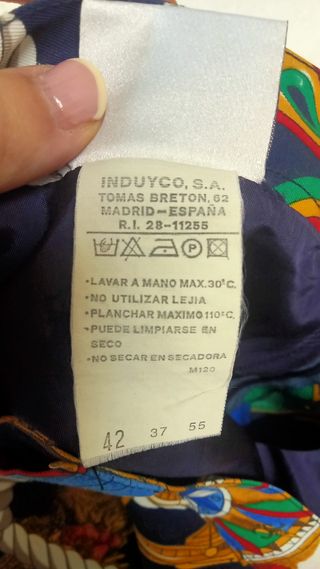 INDUYCO, S.A.
TOMAS BRETON, 62
MADRID-ESPAÑA
R.I. 28-11255
•LAVAR A MANO MAX.30°C.
•NO UTILIZAR LEJIA
•PLANCHAR MAXIMO 110°C.
•PUEDE LIMPIARSE EN
SECO
•NO SECAR EN SECADORA
M120
42 37 55